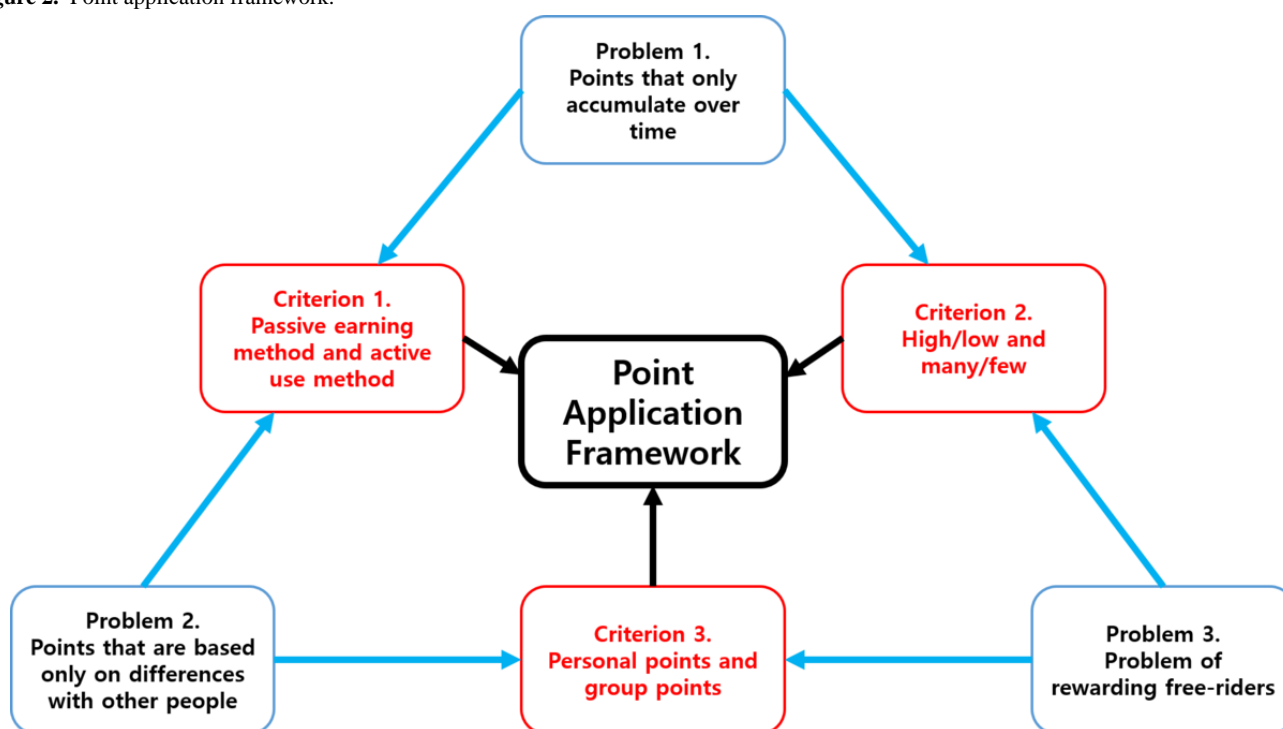 gure 2. Point application framework.
Problem 1.
Points that only
accumulate over
time
Criterion 1.
Passive earning
method and active
use method
Criterion 2.
High/low and
many/few
Point
Application
Framework
Problem 2.
Points that are based
only on differences
with other people
Criterion 3.
Personal points and
group points
Problem 3.
Problem of
rewarding free-riders